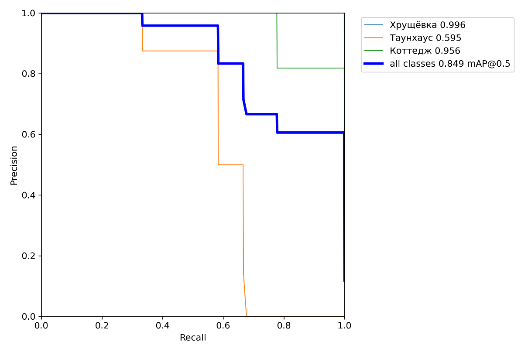 1.0
0.8
0.6
0.4
0.2
0.0
0.0 0.2 0.4 0.6 0.8 1.0
Precision
Recall
Хрущёвка 0.996
Таунхаус 0.595
Коттедж 0.956
all classes 0.849 mAP@0.5